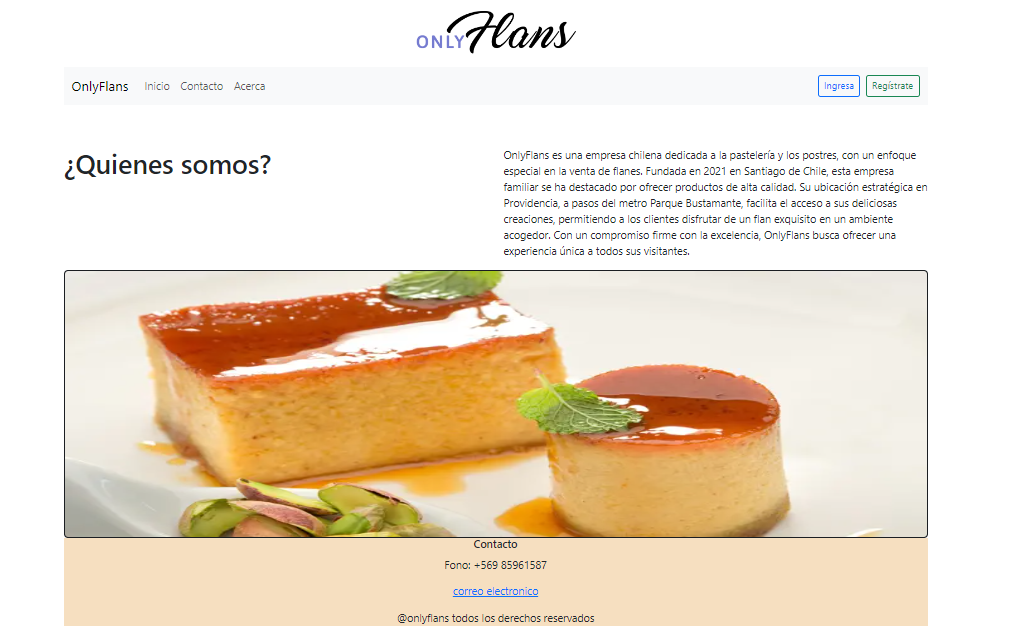 ONLY Flans
OnlyFlans Inicio Contacto Acerca Ingresa Regístrate
¿Quienes somos?
OnlyFlans es una empresa chilena dedicada a la pastelería y los postres, con un enfoque
especial en la venta de flanes. Fundada en 2021 en Santiago de Chile, esta empresa
familiar se ha destacado por ofrecer productos de alta calidad. Su ubicación estratégica en
Providencia, a pasos del metro Parque Bustamante, facilita el acceso a sus deliciosas
creaciones, permitiendo a los clientes disfrutar de un flan exquisito en un ambiente
acogedor. Con un compromiso firme con la excelencia, OnlyFlans busca ofrecer una
experiencia única a todos sus visitantes.
Contacto
Fono: +569 85961587
correo electronico
@onlyflans todos los derechos reservados